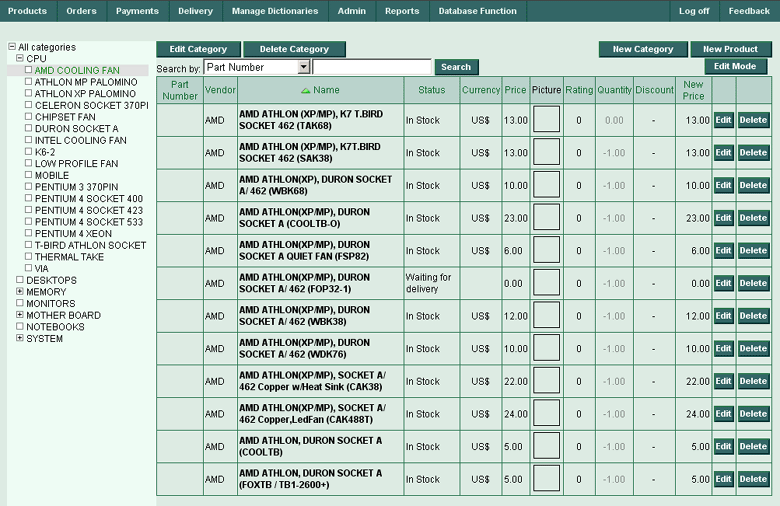 Products Orders Payments Delivery Manage Dictionaries Admin Reports Database Function Log off Feedback
All categories
CPU
AMD COOLING FAN
ATHLON MP PALOMINO
ATHLON XP PALOMINO
CELERON SOCKET 370PI
CHIPSET FAN
DURON SOCKET A
INTEL COOLING FAN
K6-2
LOW PROFILE FAN
MOBILE
PENTIUM 3 370PIN
PENTIUM 4 SOCKET 400
PENTIUM 4 SOCKET 423
PENTIUM 4 SOCKET 533
PENTIUM 4 XEON
T-BIRD ATHLON SOCKET
THERMAL TAKE
VIA
DESKTOPS
MEMORY
MONITORS
MOTHER BOARD
NOTEBOOKS
SYSTEM
Edit Category Delete Category New Category New Product
Search by: Part Number Search Edit Mode
Part Number Vendor Name Status Currency Price Picture Rating Quantity Discount New Price
AMD AMD ATHLON (XP/MP), K7 T.BIRD
SOCKET 462 (TAK68) In Stock US$ 13.00 0 0.00 - 13.00 Edit Delete
AMD AMD ATHLON (XP/MP), K7T.BIRD
SOCKET 462 (SAK38) In Stock US$ 13.00 0 -1.00 - 13.00 Edit Delete
AMD AMD ATHLON(XP), DURON SOCKET
A/ 462 (WBK68) In Stock US$ 10.00 0 -1.00 - 10.00 Edit Delete
AMD AMD ATHLON(XP/MP), DURON
SOCKET A (COOLTB-O) In Stock US$ 23.00 0 -1.00 - 23.00 Edit Delete
AMD AMD ATHLON(XP/MP), DURON
SOCKET A QUIET FAN (FSP82) In Stock US$ 6.00 0 -1.00 - 6.00 Edit Delete
AMD AMD ATHLON(XP/MP), DURON Waiting for
SOCKET A/ 462 (FOP32-1) delivery 0.00 0 -1.00 - 0.00 Edit Delete
AMD AMD ATHLON(XP/MP), DURON
SOCKET A/ 462 (WBK38) In Stock US$ 12.00 0 -1.00 - 12.00 Edit Delete
AMD AMD ATHLON(XP/MP), DURON
SOCKET A/ 462 (WDK76) In Stock US$ 10.00 0 -1.00 - 10.00 Edit Delete
AMD AMD ATHLON(XP/MP), SOCKET A/
462 Copper w/Heat Sink (CAK38) In Stock US$ 22.00 0 -1.00 - 22.00 Edit Delete
AMD AMD ATHLON(XP/MP), SOCKET A/
462 Copper,LedFan (CAK488T) In Stock US$ 24.00 0 -1.00 - 24.00 Edit Delete
AMD AMD ATHLON, DURON SOCKET A
(COOLTB) In Stock US$ 5.00 0 -1.00 - 5.00 Edit Delete
AMD AMD ATHLON, DURON SOCKET A
(FOXTB / TB1-2600+) In Stock US$ 5.00 0 -1.00 - 5.00 Edit Delete